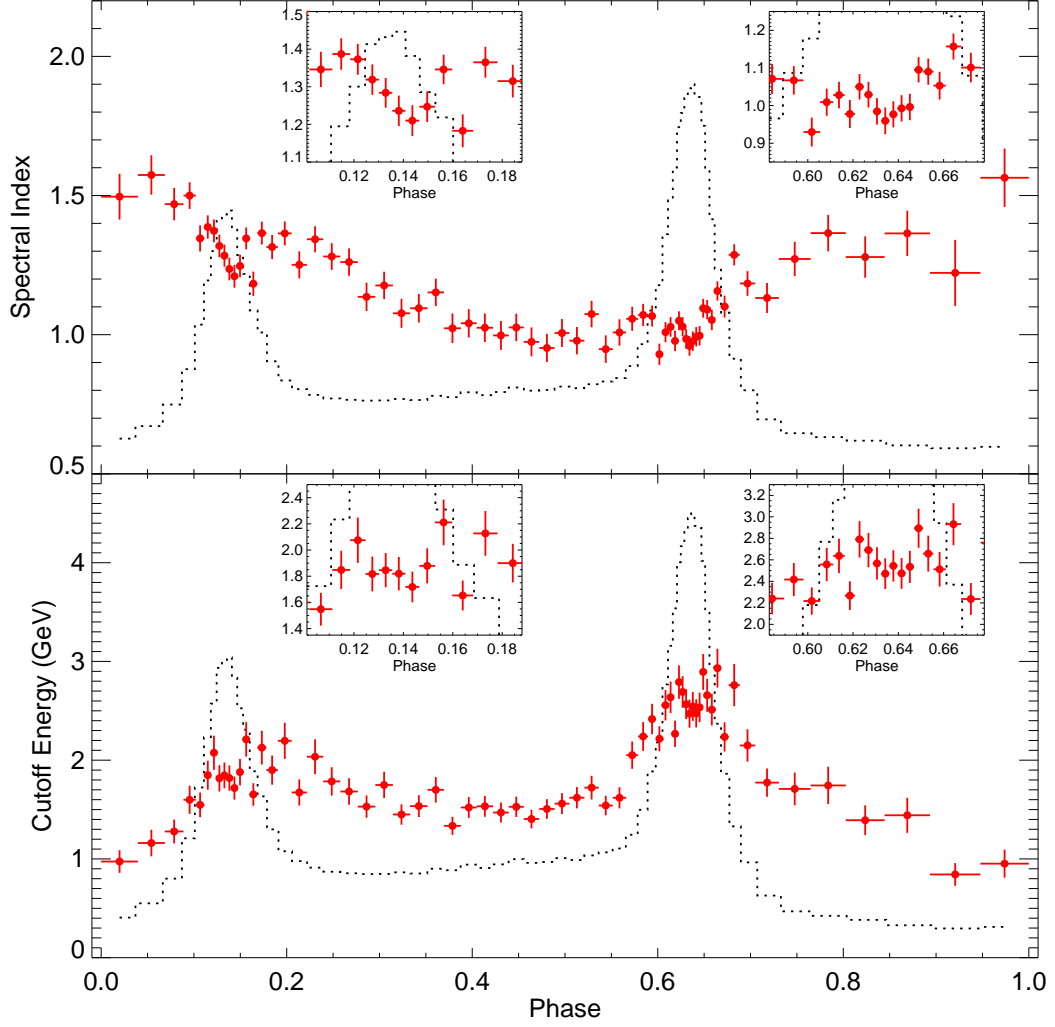 2.0
1.5
1.0
0.5
Spectral Index
1.5
1.4
1.3
1.2
1.1
0.12 0.14 0.16 0.18
Phase
1.2
1.1
1.0
0.9
0.60 0.62 0.64 0.66
Phase
4
3
2
1
0
Cutoff Energy (GeV)
2.4
2.2
2.0
1.8
1.6
1.4
0.12 0.14 0.16 0.18
Phase
3.2
3.0
2.8
2.6
2.4
2.2
2.0
0.60 0.62 0.64 0.66
Phase
0.0 0.2 0.4 0.6 0.8 1.0
Phase